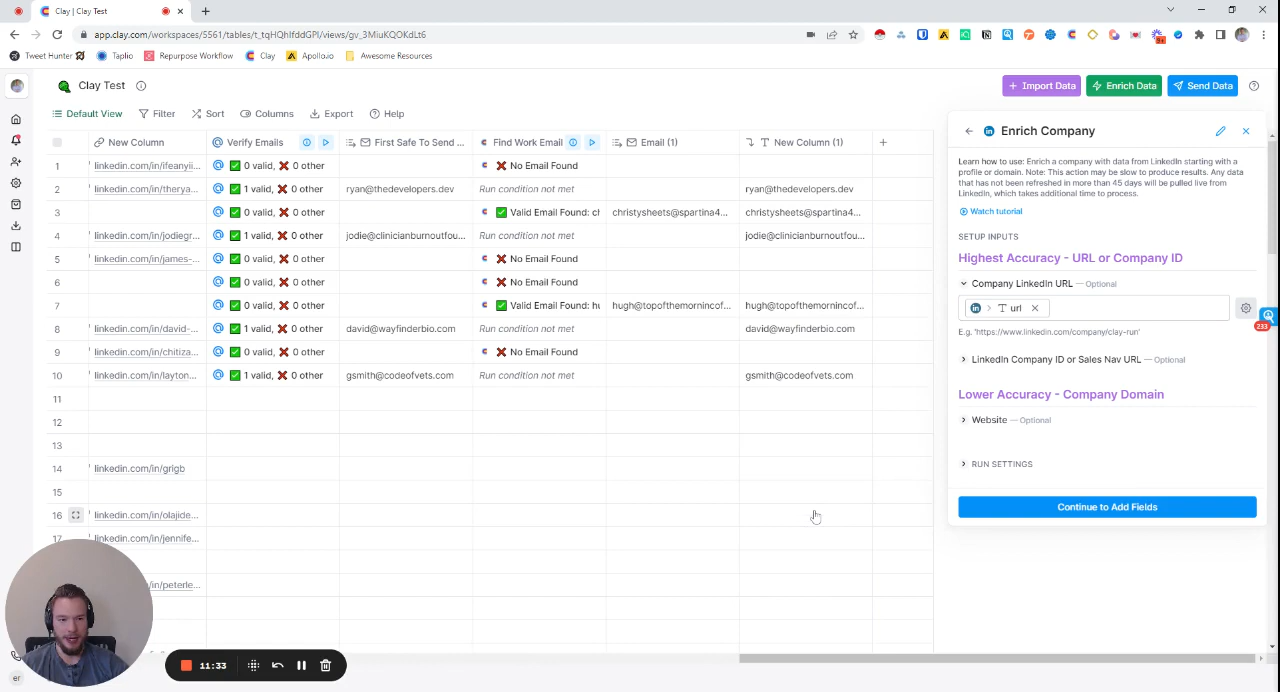 Clay | Clay Test
app.clay.com/workspaces/5561/tables/t_tqHQhIfddGPI/views/gv_3MiuKQOKdLt6
9+
Tweet Hunter
Taplio
Repurpose Workflow
Clay
Apollo.io
Awesome Resources
Clay Test
Import Data
Enrich Data
Send Data
Default View
Filter
Sort
Columns
Export
Help
New Column
Verify Emails
First Safe To Send ...
Find Work Email
Email (1)
New Column (1)
1 linkedin.com/in/ifeanyii... 0 valid, 0 other No Email Found
2 linkedin.com/in/therya... 1 valid, 0 other ryan@thedevelopers.dev Run condition not met ryan@thedevelopers.dev
3 0 valid, 0 other Valid Email Found: ch christysheets@spartina4... christysheets@spartina4...
4 linkedin.com/in/jodiegr... 1 valid, 0 other jodie@clinicianburnoutfou... Run condition not met jodie@clinicianburnoutfou...
5 linkedin.com/in/james-... 0 valid, 0 other No Email Found
6 0 valid, 0 other No Email Found
7 0 valid, 0 other Valid Email Found: hu hugh@topofthemornincof... hugh@topofthemornincof...
8 linkedin.com/in/david-... 1 valid, 0 other david@wayfinderbio.com Run condition not met david@wayfinderbio.com
9 linkedin.com/in/chitiza... 0 valid, 0 other No Email Found
10 linkedin.com/in/layton... 1 valid, 0 other gsmith@codeofvets.com Run condition not met gsmith@codeofvets.com
11
12
13
14 linkedin.com/in/grigb
15
16 linkedin.com/in/olajide...
17 linkedin.com/in/jennife...
/in/peterle...
Enrich Company
Learn how to use: Enrich a company with data from LinkedIn starting with a
profile or domain. Note: This action may be slow to produce results. Any data
that has not been refreshed in more than 45 days will be pulled live from
LinkedIn, which takes additional time to process.
Watch tutorial
SETUP INPUTS
Highest Accuracy - URL or Company ID
Company LinkedIn URL — Optional
url
233
E.g. 'https://www.linkedin.com/company/clay-run'
LinkedIn Company ID or Sales Nav URL — Optional
Lower Accuracy - Company Domain
Website — Optional
RUN SETTINGS
Continue to Add Fields
er
11:33